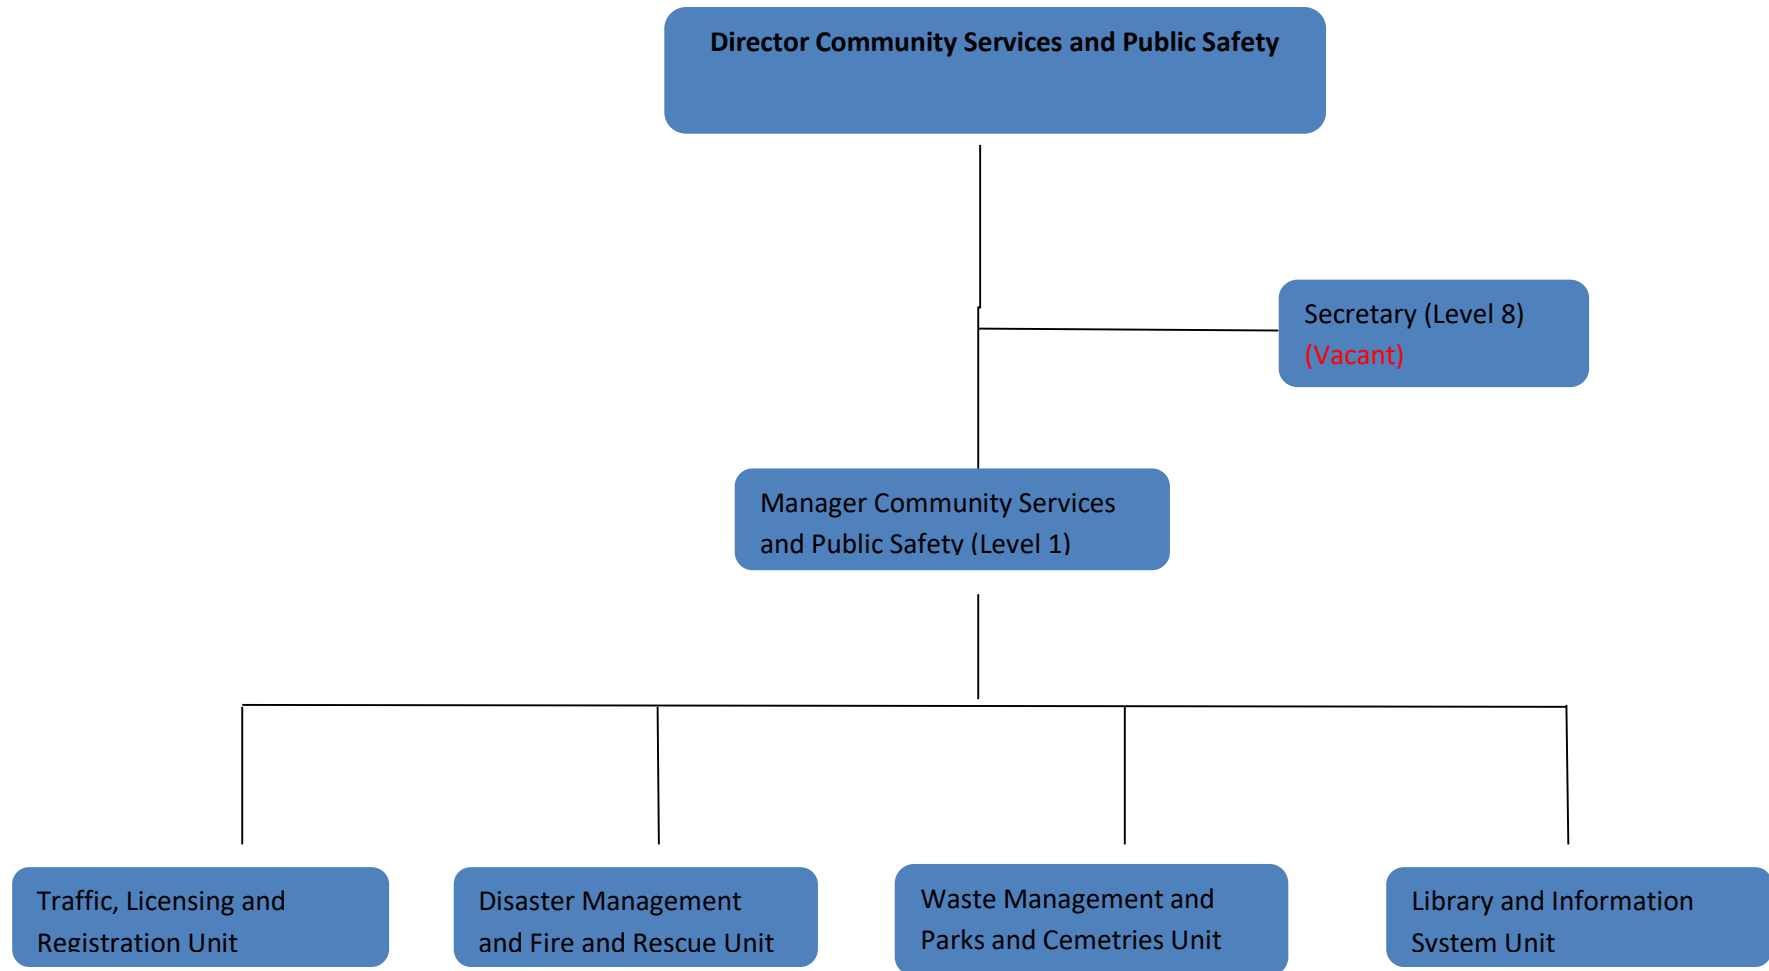 Director Community Services and Public Safety
Secretary (Level 8)
(Vacant)
Manager Community Services
and Public Safety (Level 1)
Traffic, Licensing and
Registration Unit
Disaster Management
and Fire and Rescue Unit
Waste Management and
Parks and Cemetries Unit
Library and Information
System Unit